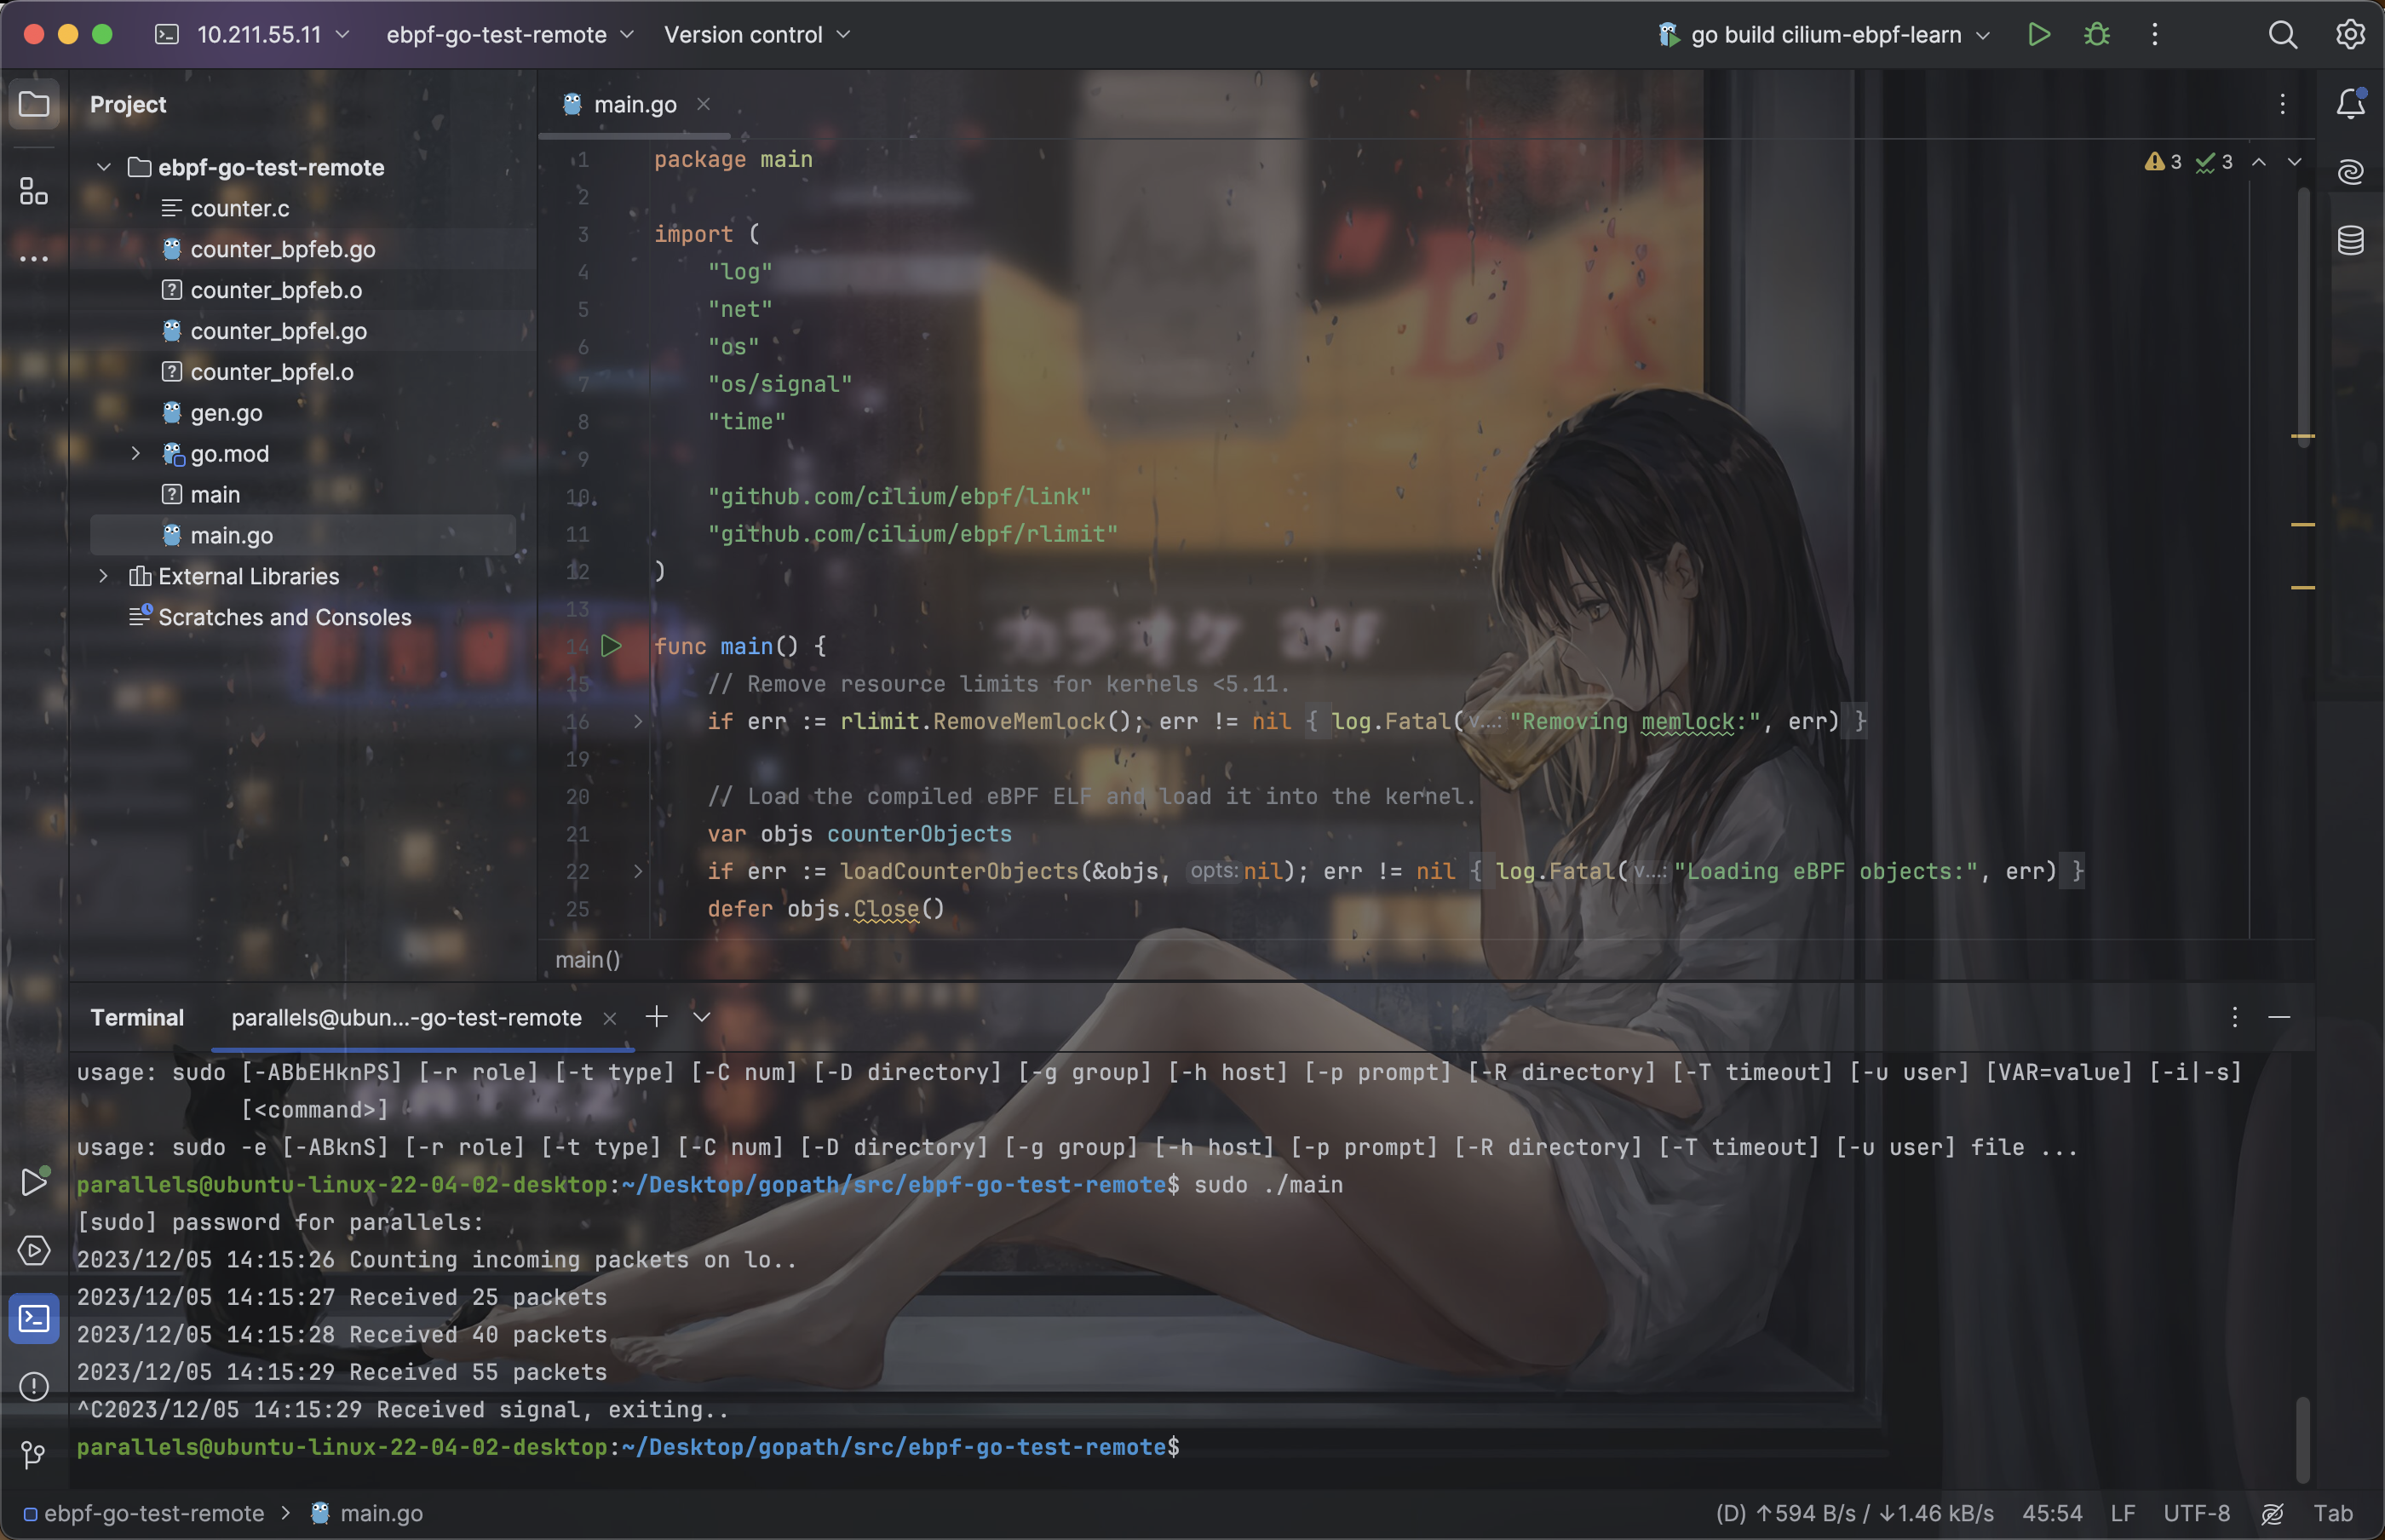 10.211.55.11
ebpf-go-test-remote
Version control
go build cilium-ebpf-learn
Project
main.go
ebpf-go-test-remote
counter.c
counter_bpfeb.go
counter_bpfeb.o
counter_bpfel.go
counter_bpfel.o
gen.go
go.mod
main
main.go
External Libraries
Scratches and Consoles
3 3
1 package main
2
3 import (
4 "log"
5 "net"
6 "os"
7 "os/signal"
8 "time"
9
10 "github.com/cilium/ebpf/link"
11 "github.com/cilium/ebpf/rlimit"
12 )
13
14 func main() {
15 // Remove resource limits for kernels <5.11.
16 if err := rlimit.RemoveMemlock(); err != nil { log.Fatal( v...: "Removing memlock:", err) }
19
20 // Load the compiled eBPF ELF and load it into the kernel.
21 var objs counterObjects
22 if err := loadCounterObjects(&objs, opts: nil); err != nil { log.Fatal( v...: "Loading eBPF objects:", err) }
25 defer objs.Close()
main()
DR
カラオケ
Terminal
parallels@ubun...-go-test-remote
usage: sudo [-ABbEHknPS] [-r role] [-t type] [-C num] [-D directory] [-g group] [-h host] [-p prompt] [-R directory] [-T timeout] [-u user] [VAR=value] [-i|-s]
[<command>]
usage: sudo -e [-ABknS] [-r role] [-t type] [-C num] [-D directory] [-g group] [-h host] [-p prompt] [-R directory] [-T timeout] [-u user] file ...
parallels@ubuntu-linux-22-04-02-desktop:~/Desktop/gopath/src/ebpf-go-test-remote$ sudo ./main
[sudo] password for parallels:
2023/12/05 14:15:26 Counting incoming packets on lo..
2023/12/05 14:15:27 Received 25 packets
2023/12/05 14:15:28 Received 40 packets
2023/12/05 14:15:29 Received 55 packets
^C2023/12/05 14:15:29 Received signal, exiting..
parallels@ubuntu-linux-22-04-02-desktop:~/Desktop/gopath/src/ebpf-go-test-remote$
ebpf-go-test-remote > main.go
(D) ↑594 B/s / ↓1.46 kB/s 45:54 LF UTF-8 Tab